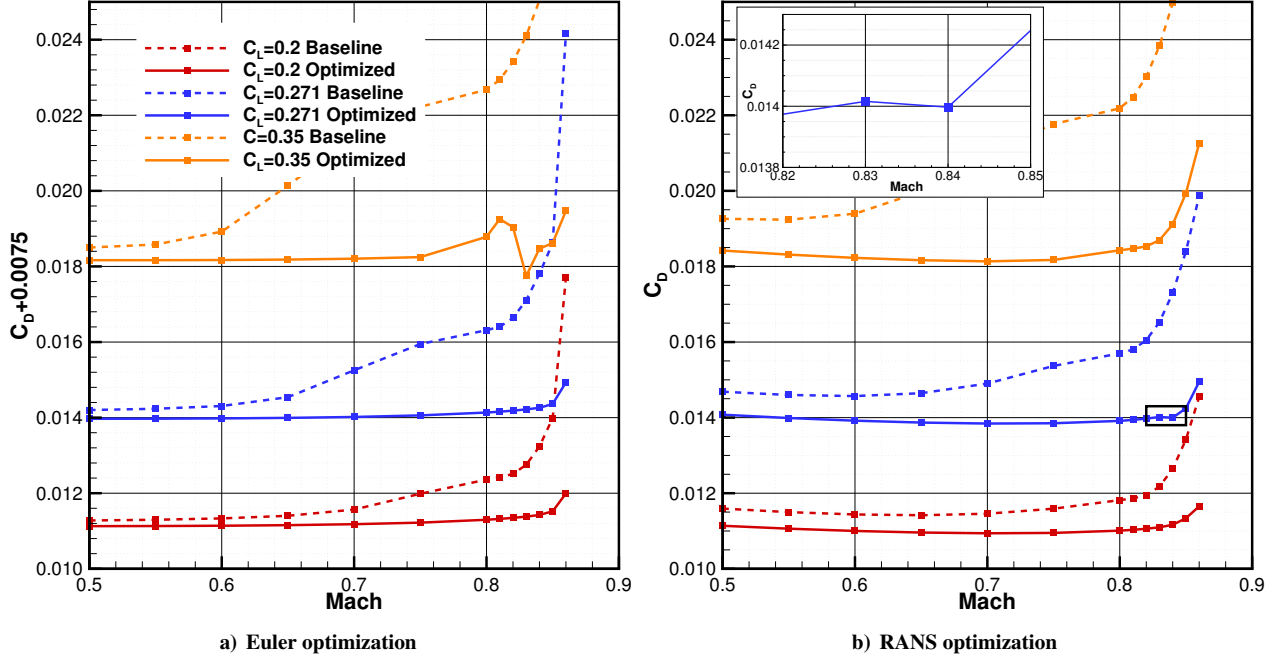 0.024
0.022
0.020
0.018
0.016
0.014
0.012
0.010
C_D+0.0075
C_L=0.2 Baseline
C_L=0.2 Optimized
C_L=0.271 Baseline
C_L=0.271 Optimized
C=0.35 Baseline
C_L=0.35 Optimized
0.5 0.6 0.7 0.8 0.9
Mach
a) Euler optimization
0.024
0.022
0.020
0.018
0.016
0.014
0.012
0.010
C_D
0.0142
0.014
0.0138
C_D
0.82 0.83 0.84 0.85
Mach
0.5 0.6 0.7 0.8 0.9
Mach
b) RANS optimization